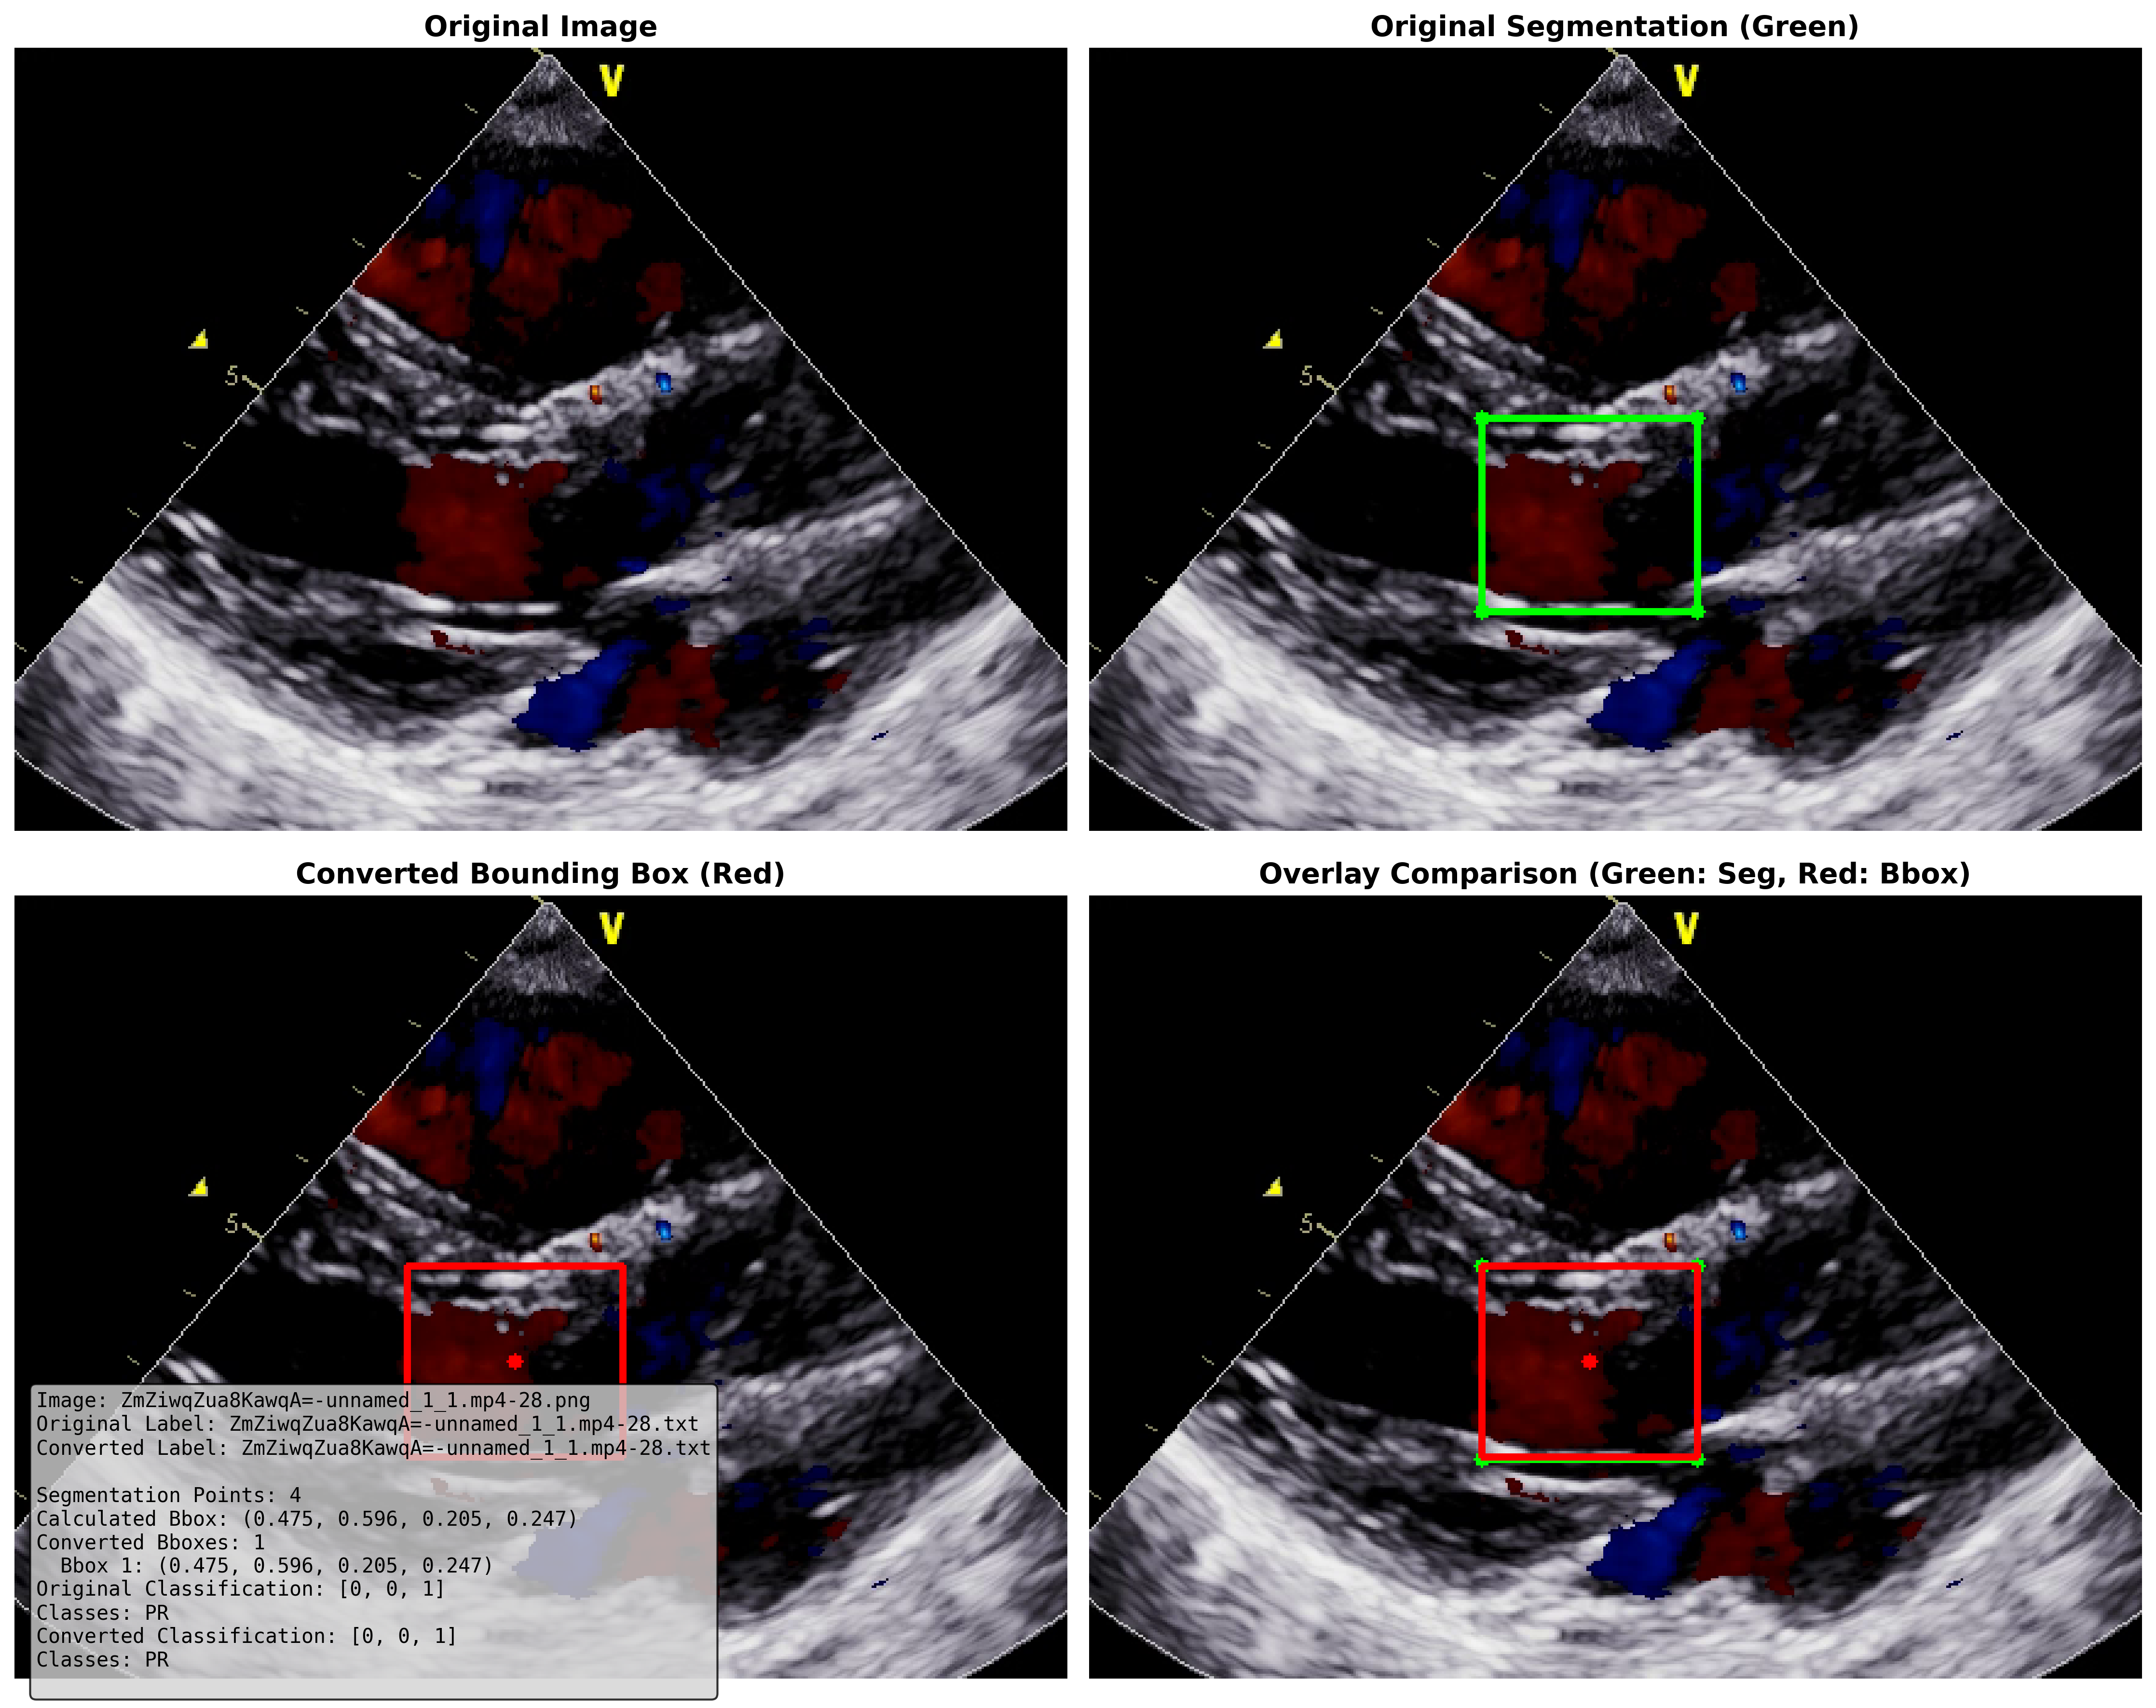 Original Image
Original Segmentation (Green)
V
V
5
5
Converted Bounding Box (Red)
Overlay Comparison (Green: Seg, Red: Bbox)
V
V
5
5
Image: ZmZiwqZua8KawqA=-unnamed_1_1.mp4-28.png
Original Label: ZmZiwqZua8KawqA=-unnamed_1_1.mp4-28.txt
Converted Label: ZmZiwqZua8KawqA=-unnamed_1_1.mp4-28.txt
Segmentation Points: 4
Calculated Bbox: (0.475, 0.596, 0.205, 0.247)
Converted Bboxes: 1
Bbox 1: (0.475, 0.596, 0.205, 0.247)
Original Classification: [0, 0, 1]
Classes: PR
Converted Classification: [0, 0, 1]
Classes: PR